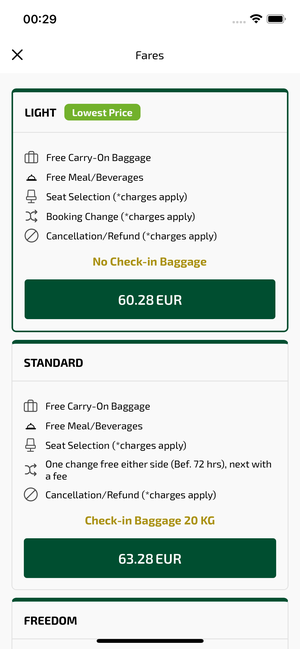 00:29
Fares
LIGHT Lowest Price
Free Carry-On Baggage
Free Meal/Beverages
Seat Selection (*charges apply)
Booking Change (*charges apply)
Cancellation/Refund (*charges apply)
No Check-in Baggage
60.28 EUR
STANDARD
Free Carry-On Baggage
Free Meal/Beverages
Seat Selection (*charges apply)
One change free either side (Bef. 72 hrs), next with
a fee
Cancellation/Refund (*charges apply)
Check-in Baggage 20 KG
63.28 EUR
FREEDOM